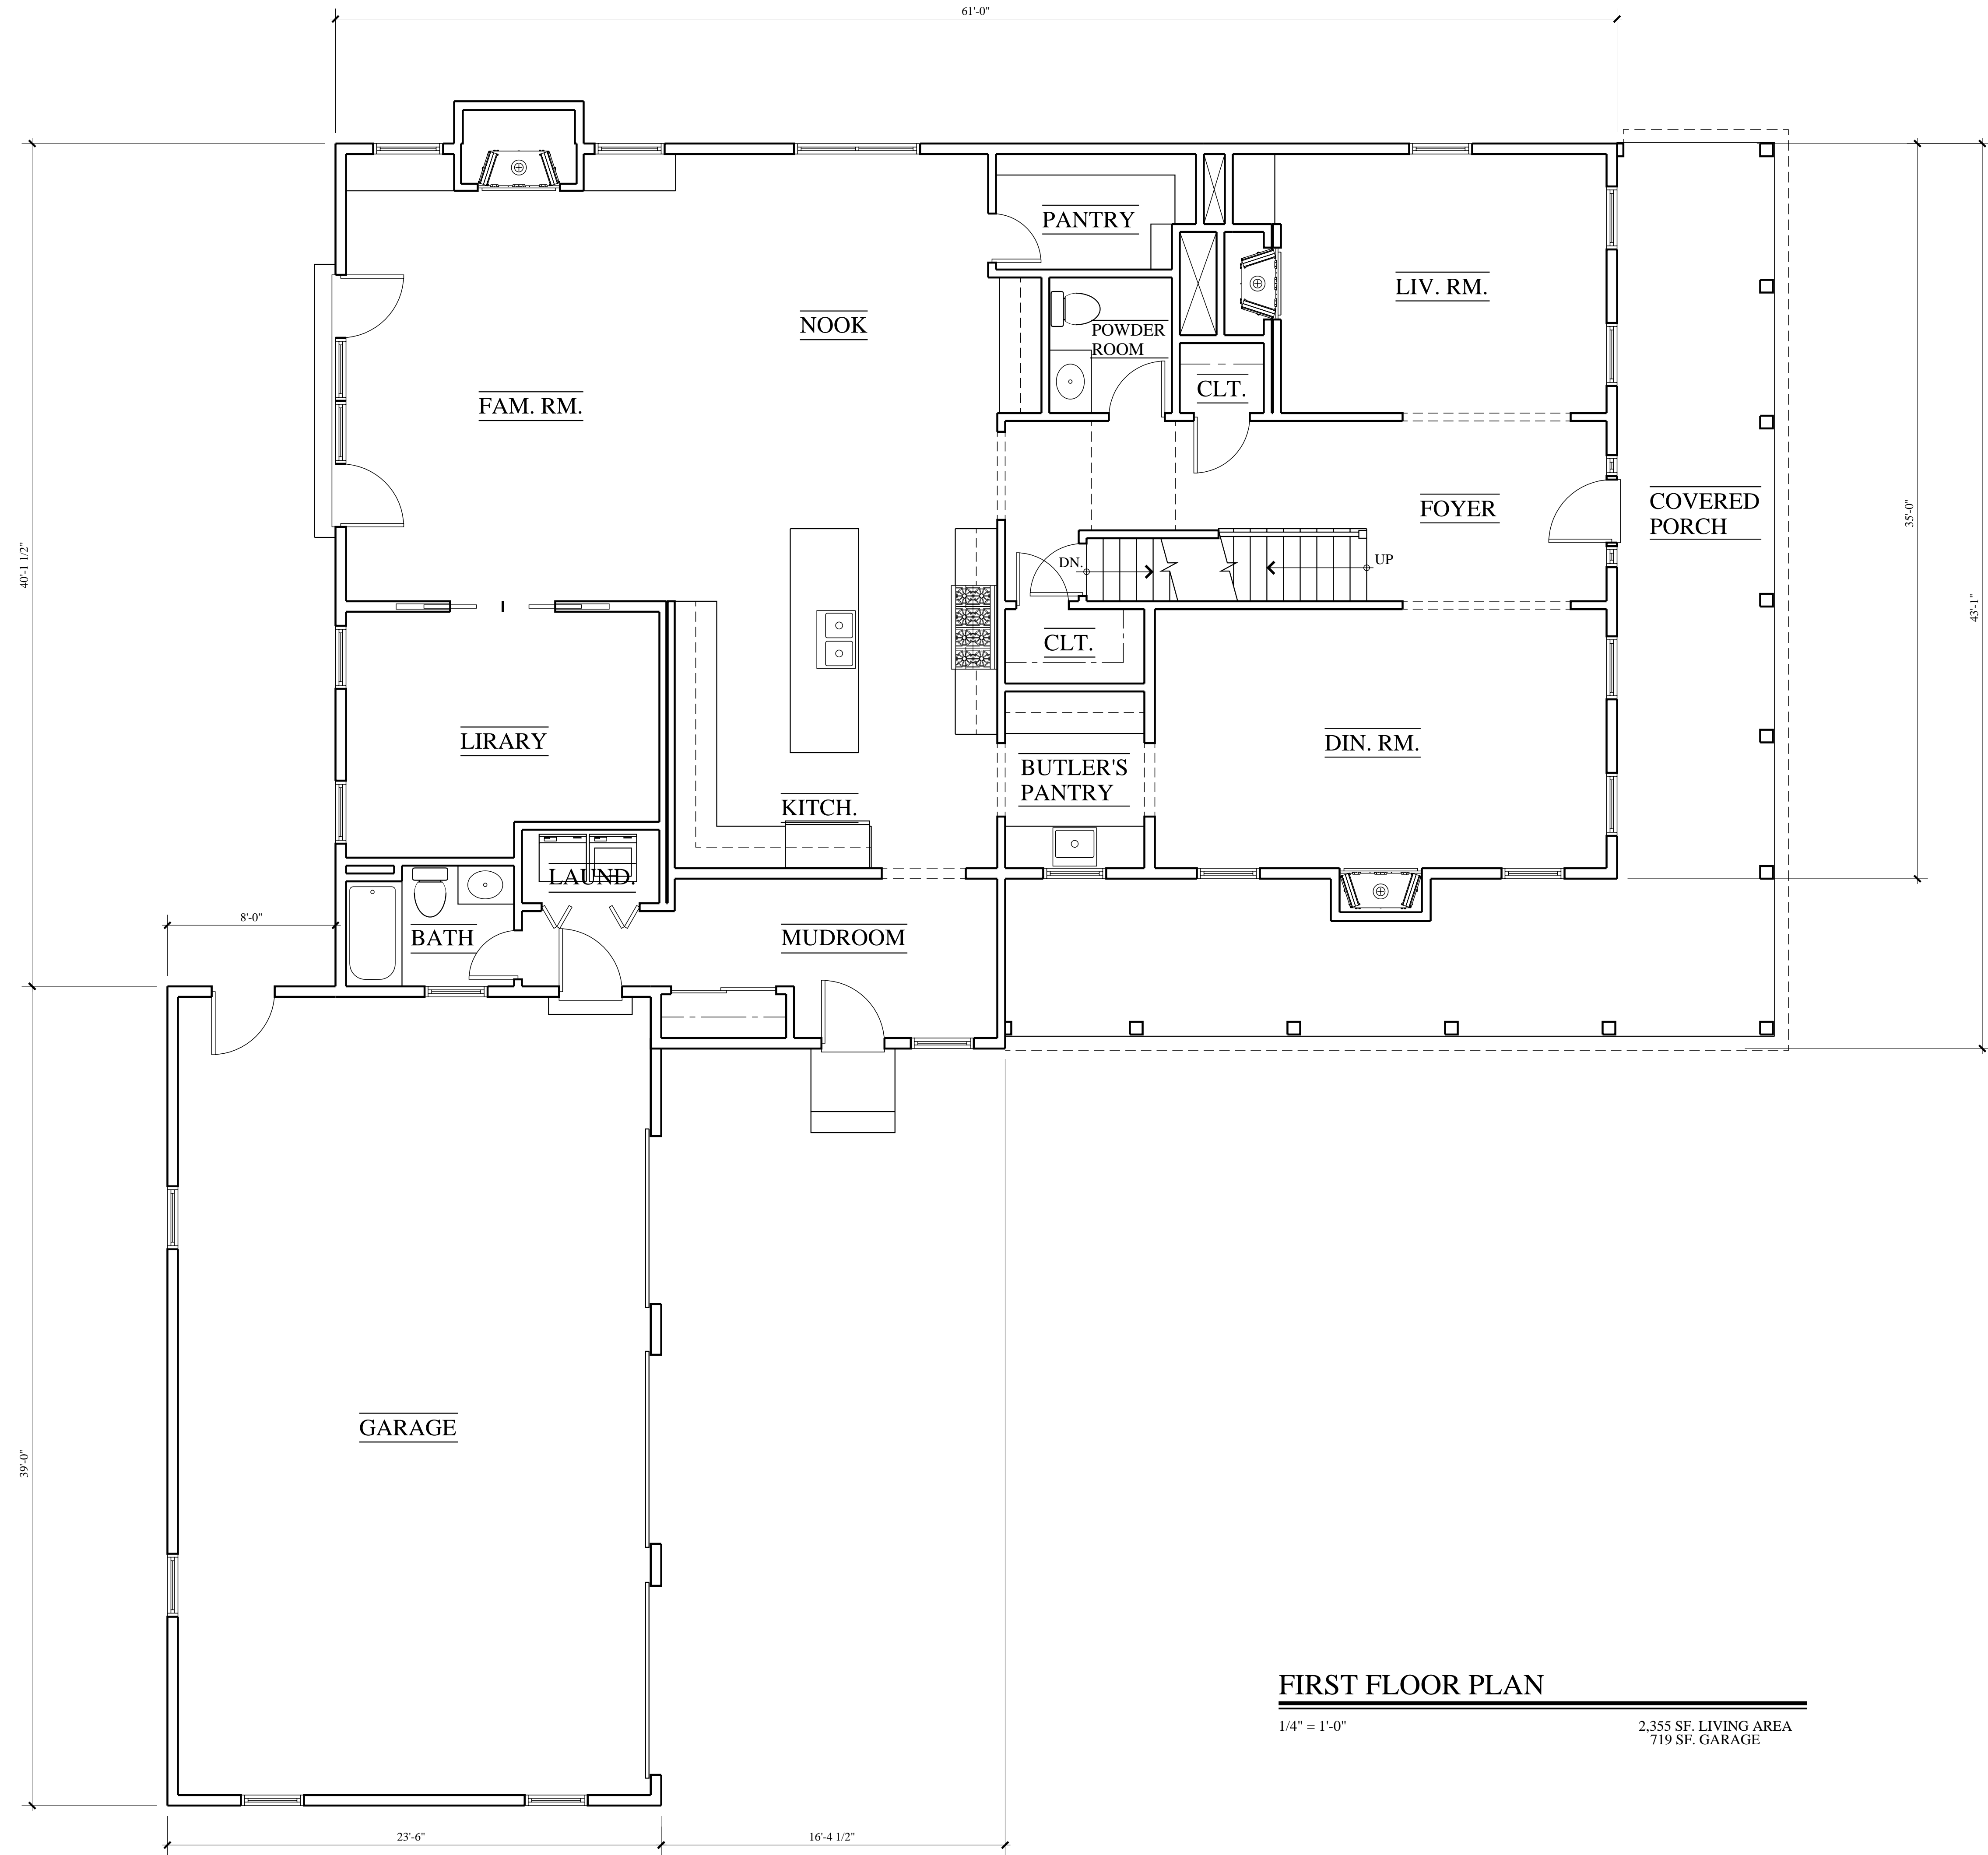 61'-0"
PANTRY
LIV. RM.
NOOK
POWDER
ROOM
CLT.
FAM. RM.
FOYER
COVERED
PORCH
35'-0"
40'-1 1/2"
DN.
UP
43'-1"
CLT.
LIRARY
DIN. RM.
BUTLER'S
PANTRY
KITCH.
LAUND.
8'-0"
BATH
MUDROOM
GARAGE
39'-0"
FIRST FLOOR PLAN
1/4" = 1'-0"
2,355 SF. LIVING AREA
719 SF. GARAGE
23'-6"
16'-4 1/2"